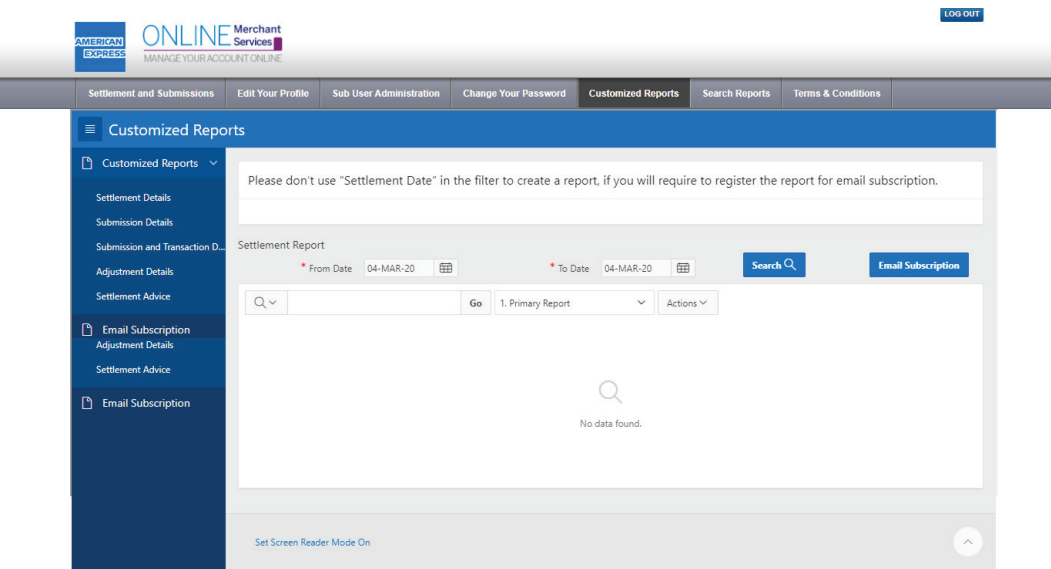 LOG OUT
AMERICAN
EXPRESS
ONLINE Merchant
Services
MANAGE YOUR ACCOUNT ONLINE
Settlement and Submissions Edit Your Profile Sub User Administration Change Your Password Customized Reports Search Reports Terms & Conditions
Customized Reports
Customized Reports
Settlement Details
Submission Details
Submission and Transaction D...
Adjustment Details
Settlement Advice
Email Subscription
Adjustment Details
Settlement Advice
Email Subscription
Please don't use "Settlement Date" in the filter to create a report, if you will require to register the report for email subscription.
Settlement Report
* From Date 04-MAR-20 * To Date 04-MAR-20 Search Email Subscription
Go 1. Primary Report Actions
No data found.
Set Screen Reader Mode On